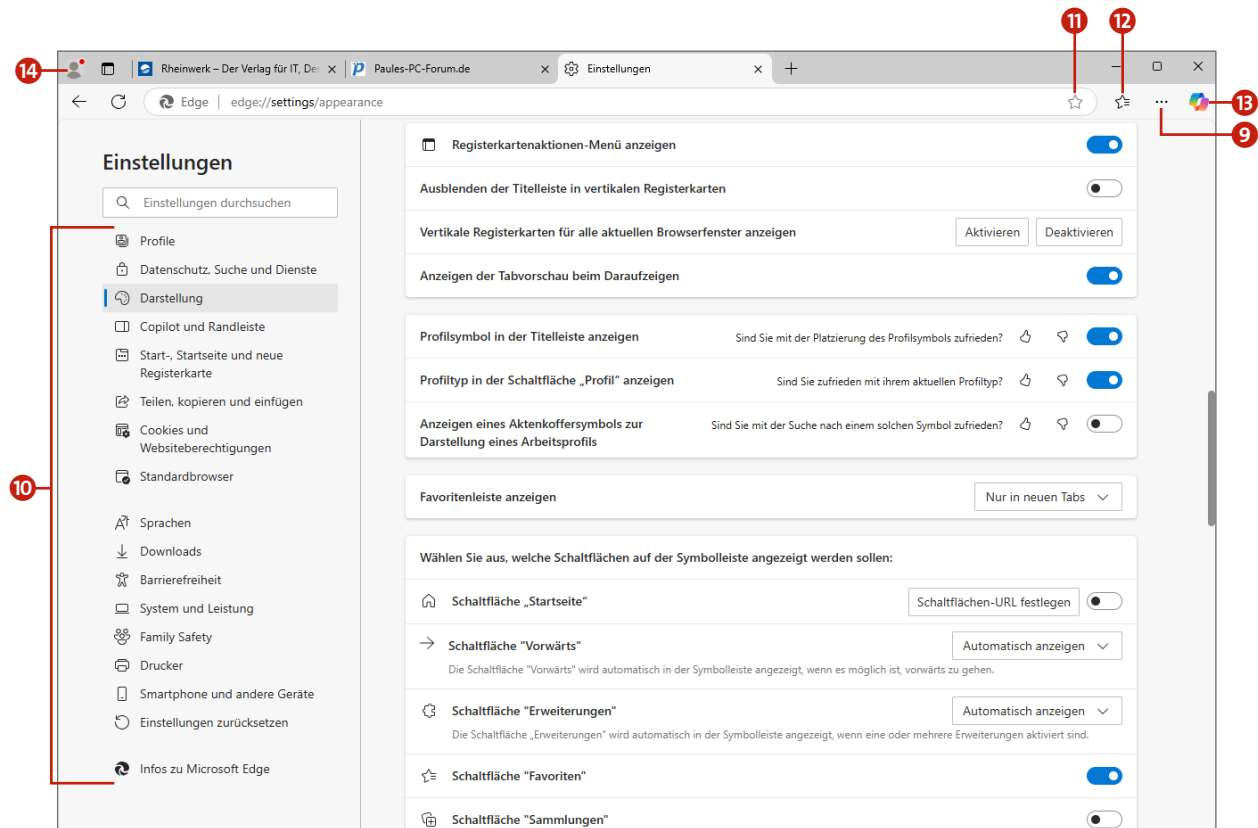 11 12
14
Rheinwerk – Der Verlag für IT, De: Paules-PC-Forum.de Einstellungen
Edge edge://settings/appearance
13
9
Einstellungen
Einstellungen durchsuchen
10
Profile
Datenschutz, Suche und Dienste
Darstellung
Copilot und Randleiste
Start-, Startseite und neue
Registerkarte
Teilen, kopieren und einfügen
Cookies und
Websiteberechtigungen
Standardbrowser
Sprachen
Downloads
Barrierefreiheit
System und Leistung
Family Safety
Drucker
Smartphone und andere Geräte
Einstellungen zurücksetzen
Infos zu Microsoft Edge
Registerkartenaktionen-Menü anzeigen
Ausblenden der Titelleiste in vertikalen Registerkarten
Vertikale Registerkarten für alle aktuellen Browserfenster anzeigen Aktivieren Deaktivieren
Anzeigen der Tabvorschau beim Daraufzeigen
Profilsymbol in der Titelleiste anzeigen Sind Sie mit der Platzierung des Profilsymbols zufrieden?
Profiltyp in der Schaltfläche „Profil“ anzeigen Sind Sie zufrieden mit ihrem aktuellen Profiltyp?
Anzeigen eines Aktenkoffersymbols zur
Darstellung eines Arbeitsprofils Sind Sie mit der Suche nach einem solchen Symbol zufrieden?
Favoritenleiste anzeigen Nur in neuen Tabs
Wählen Sie aus, welche Schaltflächen auf der Symbolleiste angezeigt werden sollen:
Schaltfläche „Startseite“ Schaltflächen-URL festlegen
Schaltfläche "Vorwärts" Automatisch anzeigen
Die Schaltfläche "Vorwärts" wird automatisch in der Symbolleiste angezeigt, wenn es möglich ist, vorwärts zu gehen.
Schaltfläche "Erweiterungen" Automatisch anzeigen
Die Schaltfläche „Erweiterungen“ wird automatisch in der Symbolleiste angezeigt, wenn eine oder mehrere Erweiterungen aktiviert sind.
Schaltfläche "Favoriten"
Schaltfläche "Sammlungen"